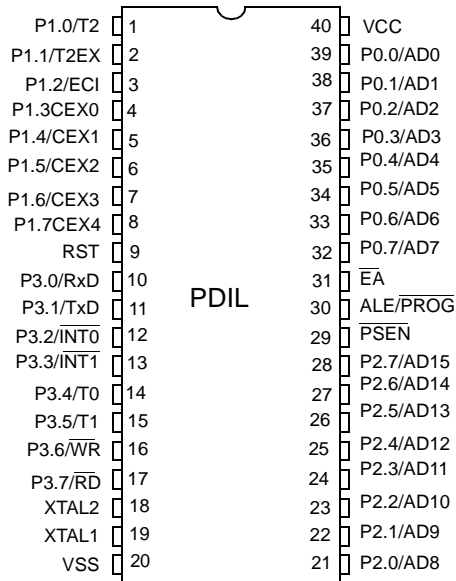 P1.0/T2 1 40 VCC
P1.1/T2EX 2 39 P0.0/AD0
P1.2/ECI 3 38 P0.1/AD1
P1.3CEX0 4 37 P0.2/AD2
P1.4/CEX1 5 36 P0.3/AD3
P1.5/CEX2 6 35 P0.4/AD4
P1.6/CEX3 7 34 P0.5/AD5
P1.7CEX4 8 33 P0.6/AD6
RST 9 32 P0.7/AD7
P3.0/RxD 10 31 EA
P3.1/TxD 11 PDIL 30 ALE/PROG
P3.2/INT0 12 29 PSEN
P3.3/INT1 13 28 P2.7/AD15
P3.4/T0 14 27 P2.6/AD14
P3.5/T1 15 26 P2.5/AD13
P3.6/WR 16 25 P2.4/AD12
P3.7/RD 17 24 P2.3/AD11
XTAL2 18 23 P2.2/AD10
XTAL1 19 22 P2.1/AD9
VSS 20 21 P2.0/AD8